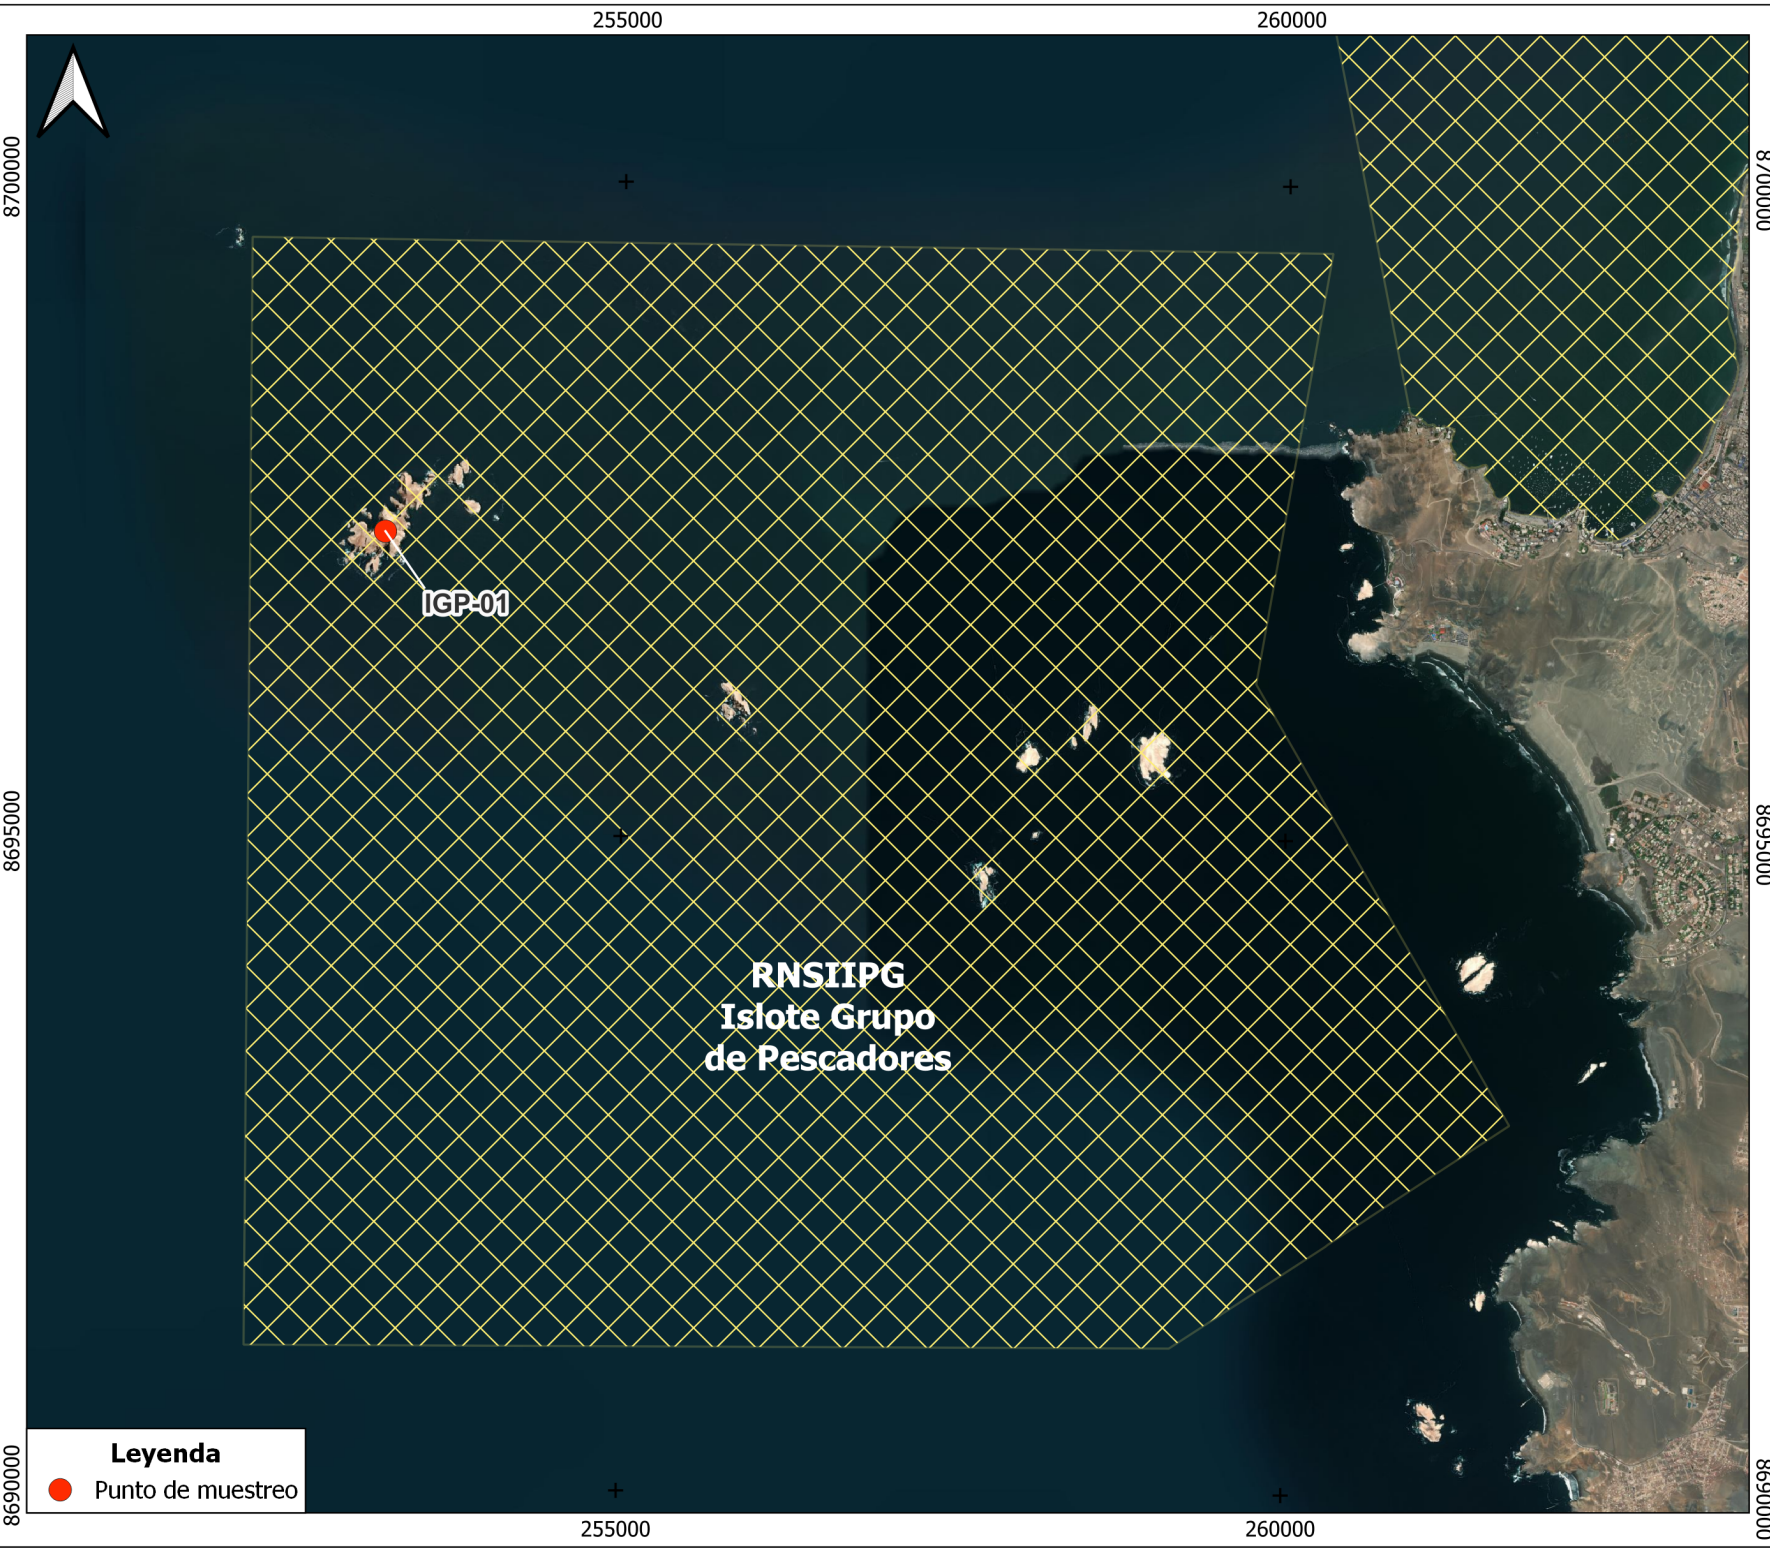 255000 260000
8700000 8700000
IGP-01
8695000 8695000
RNSIIPG
Islote Grupo
de Pescadores
Leyenda
Punto de muestreo
8690000 8690000
255000 260000